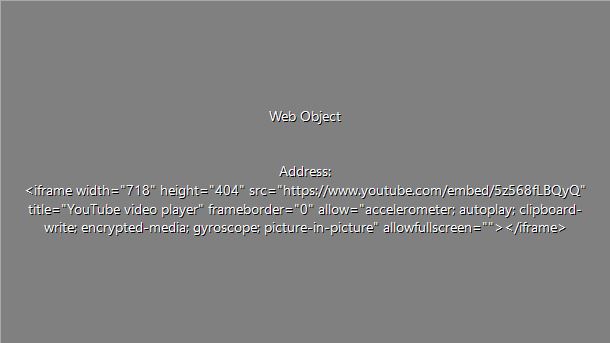 Web Object
Address:
<iframe width="718" height="404" src="https://www.youtube.com/embed/5z568fLBQyQ"
title="YouTube video player" frameborder="0" allow="accelerometer; autoplay; clipboard-
write; encrypted-media; gyroscope; picture-in-picture" allowfullscreen=""></iframe>